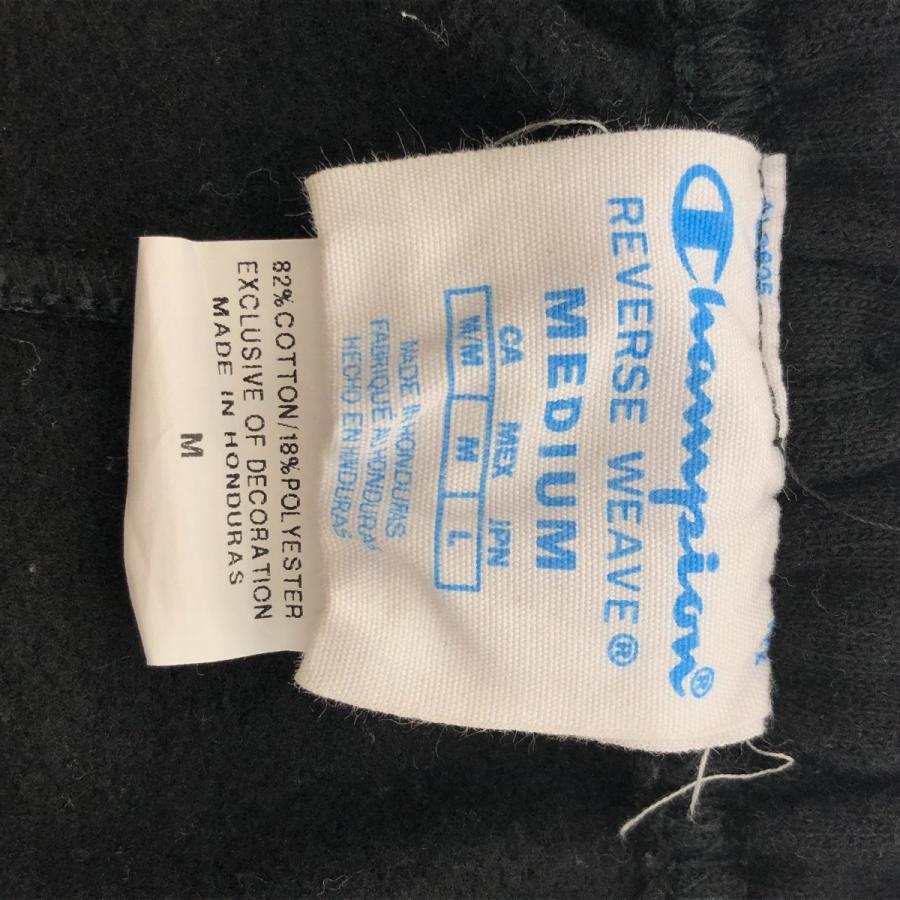 Champion®
REVERSE WEAVE®
MEDIUM
CA MEX JPN
M/M M L
MADE IN HONDURAS
FABRIQUÉ AU HONDURAS
HECHO EN HONDURAS
82%COTTON/18%POLYESTER
EXCLUSIVE OF DECORATION
MADE IN HONDURAS
M